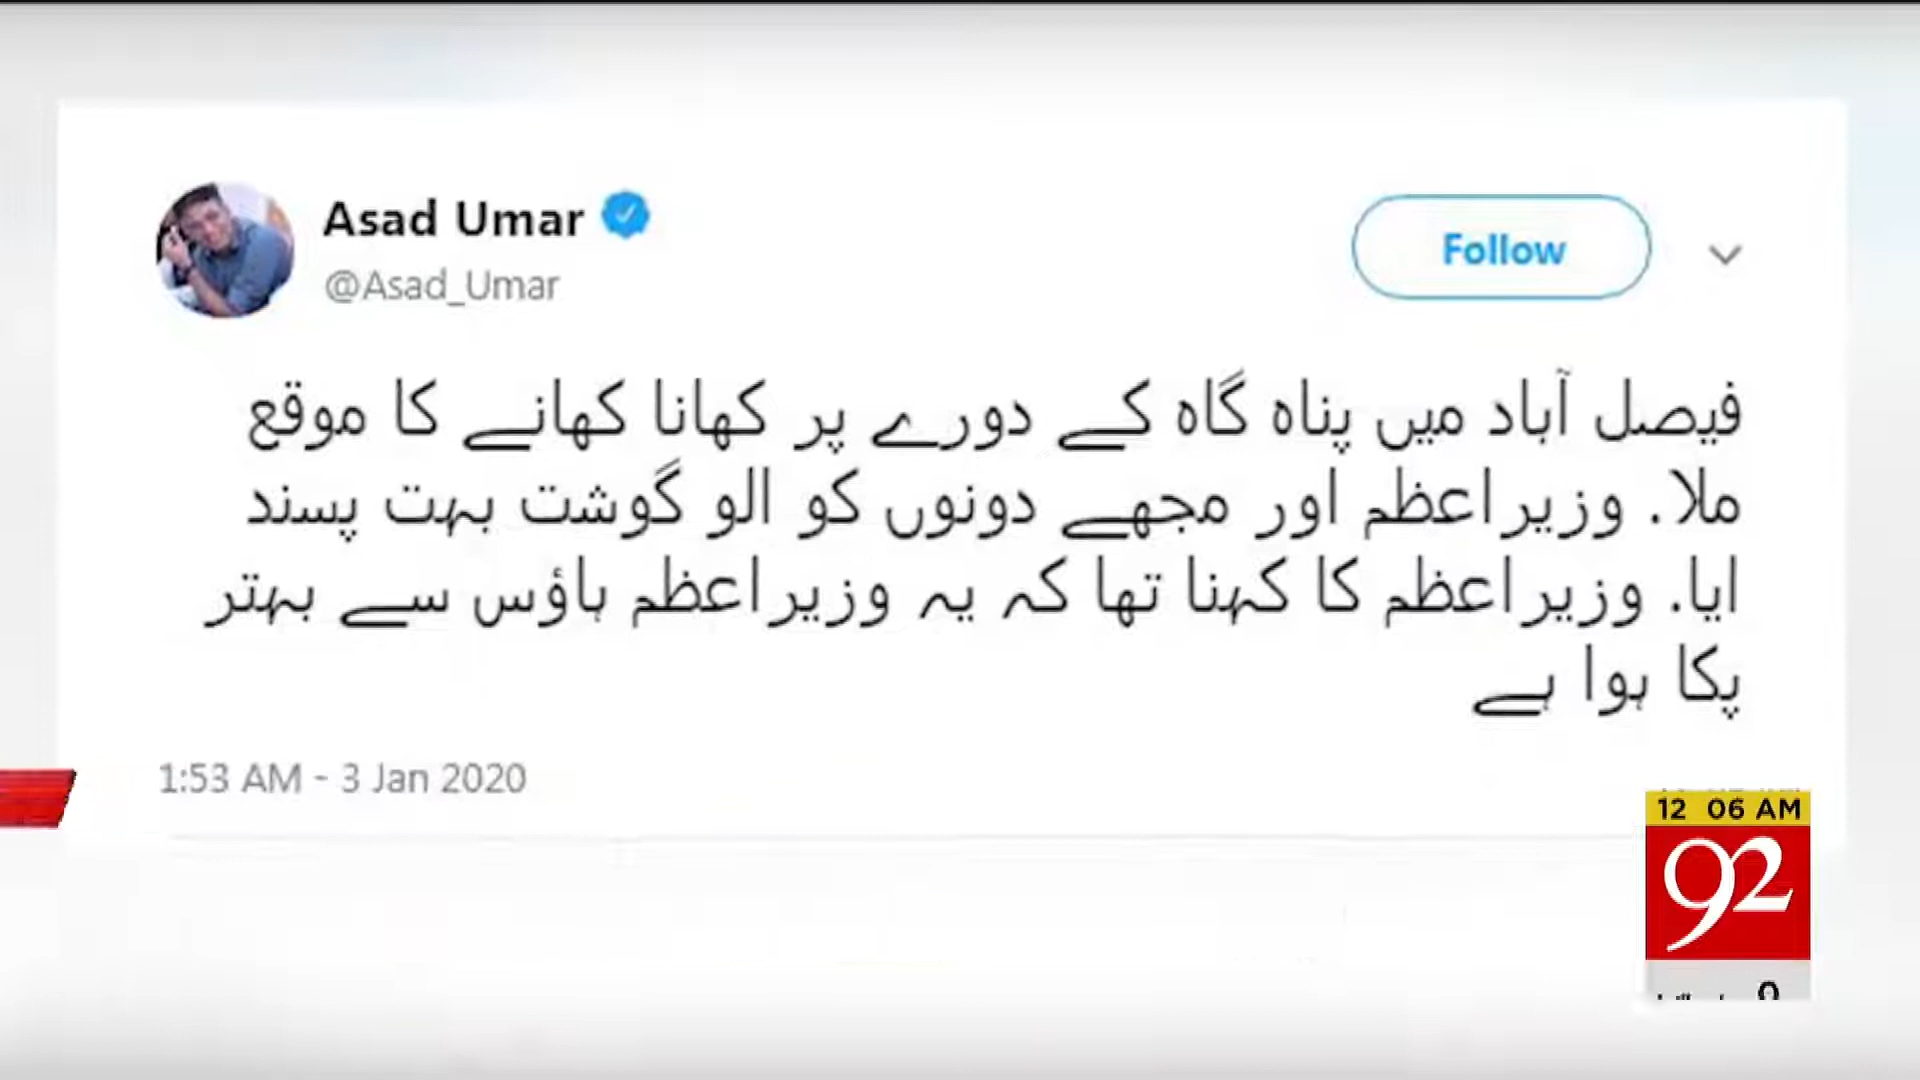 Asad Umar
@Asad_Umar
Follow
فیصل آباد میں پناہ گاہ کے دورے پر کھانا کھانے کا موقع
ملا. وزیراعظم اور مجھے دونوں کو الو گوشت بہت پسند
ایا. وزیراعظم کا کہنا تھا کہ یہ وزیراعظم ہاؤس سے بہتر
پکا ہوا ہے
1:53 AM - 3 Jan 2020
12 06 AM
92